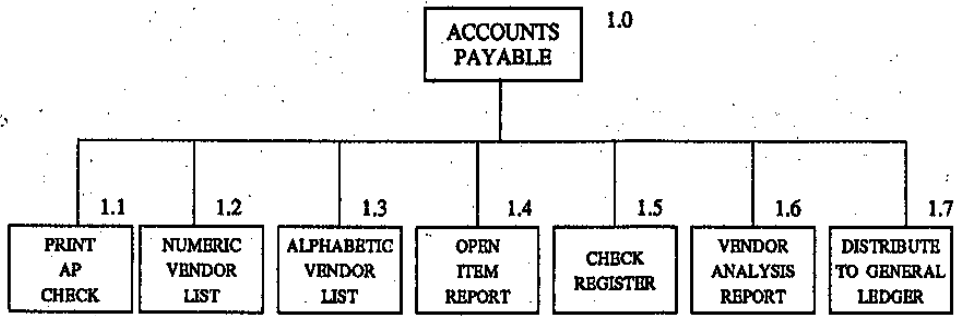 ACCOUNTS
PAYABLE
1.0
1.1
PRINT
AP
CHECK
1.2
NUMERIC
VENDOR
LIST
1.3
ALPHABETIC
VENDOR
LIST
1.4
OPEN
ITEM
REPORT
1.5
CHECK
REGISTER
1.6
VENDOR
ANALYSIS
REPORT
1.7
DISTRIBUTE
TO GENERAL
LEDGER